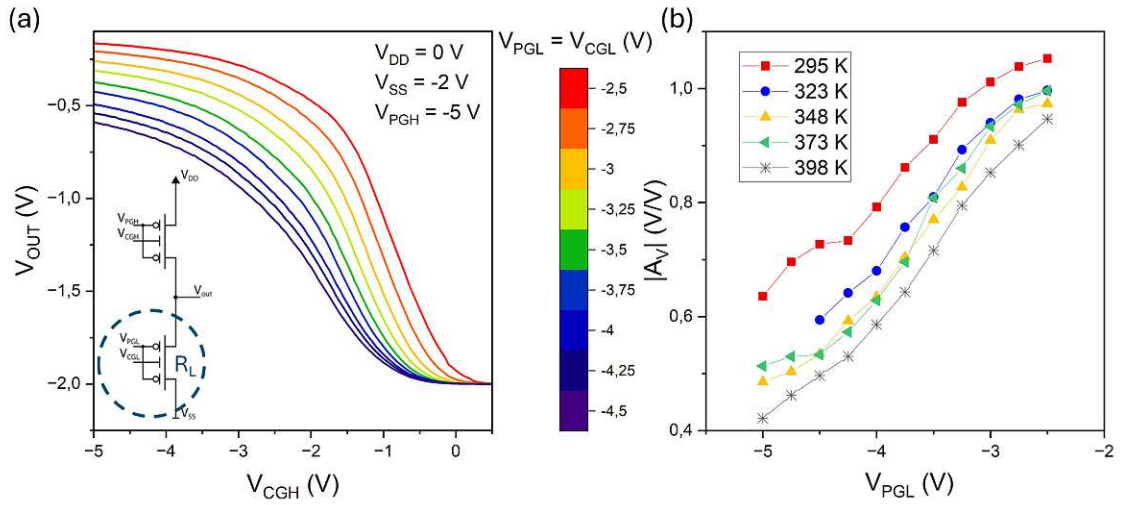 (a)
V_DD = 0 V
V_SS = -2 V
V_PGH = -5 V
−0,5
−1,0
−1,5
−2,0
V_OUT (V)
−5 −4 −3 −2 −1 0
V_CGH (V)
V_DD
V_PGH
V_CGH
V_out
V_PGL
V_CGL
R_L
V_SS
V_PGL = V_CGL (V)
-2,5
-2,75
-3
-3,25
-3,5
-3,75
-4
-4,25
-4,5
(b)
295 K
323 K
348 K
373 K
398 K
1,0
0,8
0,6
0,4
|A_V| (V/V)
−5 −4 −3 −2
V_PGL (V)